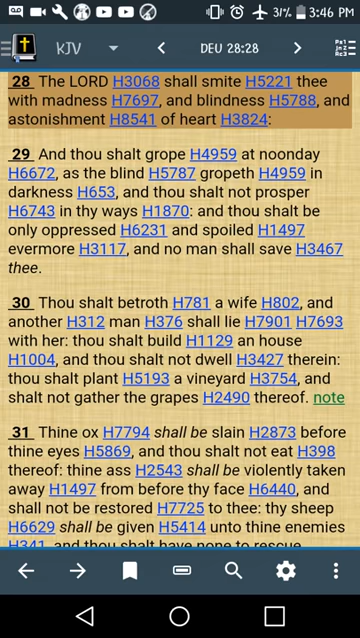 31% 3:46 PM
KJV DEU 28:28
28 The LORD H3068 shall smite H5221 thee
with madness H7697, and blindness H5788, and
astonishment H8541 of heart H3824:
29 And thou shalt grope H4959 at noonday
H6672, as the blind H5787 gropeth H4959 in
darkness H653, and thou shalt not prosper
H6743 in thy ways H1870: and thou shalt be
only oppressed H6231 and spoiled H1497
evermore H3117, and no man shall save H3467
thee.
30 Thou shalt betroth H781 a wife H802, and
another H312 man H376 shall lie H7901 H7693
with her: thou shalt build H1129 an house
H1004, and thou shalt not dwell H3427 therein:
thou shalt plant H5193 a vineyard H3754, and
shalt not gather the grapes H2490 thereof. note
31 Thine ox H7794 shall be slain H2873 before
thine eyes H5869, and thou shalt not eat H398
thereof: thine ass H2543 shall be violently taken
away H1497 from before thy face H6440, and
shall not be restored H7725 to thee: thy sheep
H6629 shall be given H5414 unto thine enemies
H341, and thou shalt have none to rescue